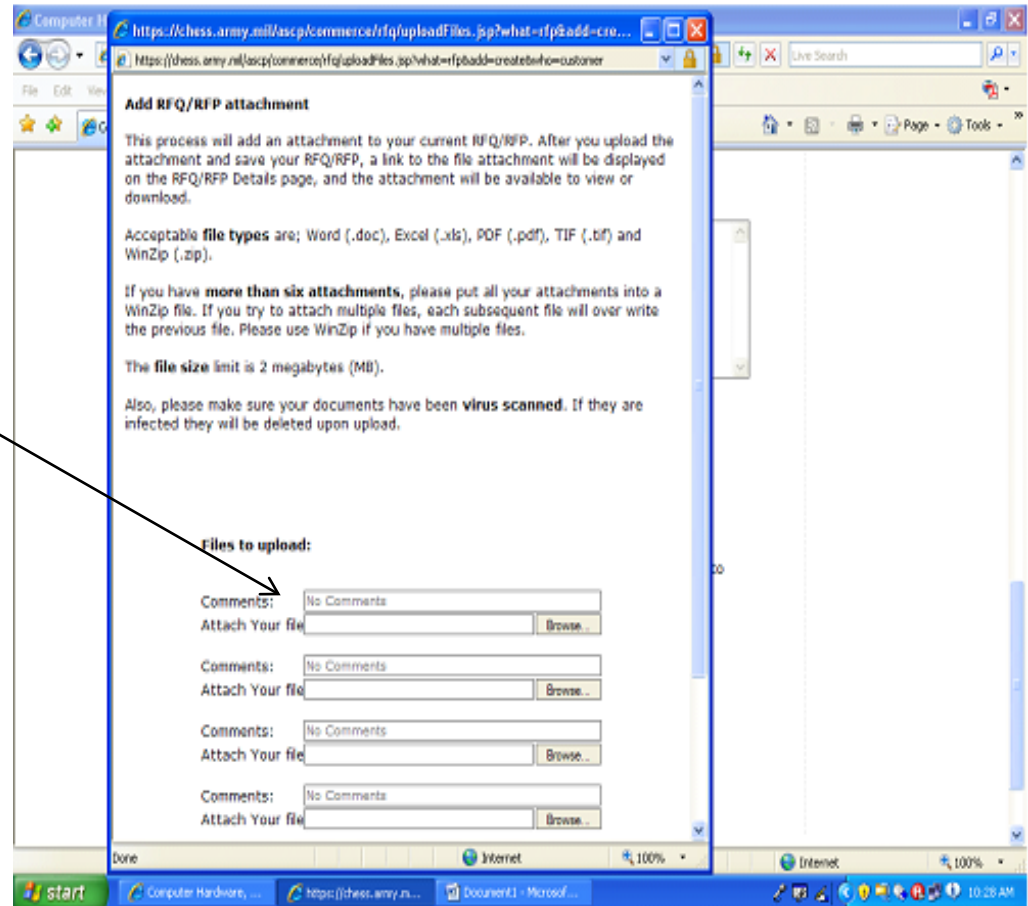 Computer H
https://chess.army.mil/ascp/commerce/rfq/uploadFiles.jsp?what=rfp&add=cre...
https://chess.army.mil/ascp/commerce/rfq/uploadFiles.jsp?what=rfp&add=create&who=customer
Live Search
File Edit View
Page Tools
Add RFQ/RFP attachment
This process will add an attachment to your current RFQ/RFP. After you upload the
attachment and save your RFQ/RFP, a link to the file attachment will be displayed
on the RFQ/RFP Details page, and the attachment will be available to view or
download.
Acceptable file types are; Word (.doc), Excel (.xls), PDF (.pdf), TIF (.tif) and
WinZip (.zip).
If you have more than six attachments, please put all your attachments into a
WinZip file. If you try to attach multiple files, each subsequent file will over write
the previous file. Please use WinZip if you have multiple files.
The file size limit is 2 megabytes (MB).
Also, please make sure your documents have been virus scanned. If they are
infected they will be deleted upon upload.
Files to upload:
to
Comments: No Comments
Attach Your file Browse...
Comments: No Comments
Attach Your file Browse...
Comments: No Comments
Attach Your file Browse...
Comments: No Comments
Attach Your file Browse...
Done Internet 100%
Internet 100%
start Computer Hardware, ... https://chess.army.m... Document1 - Microsof... 10:28 AM